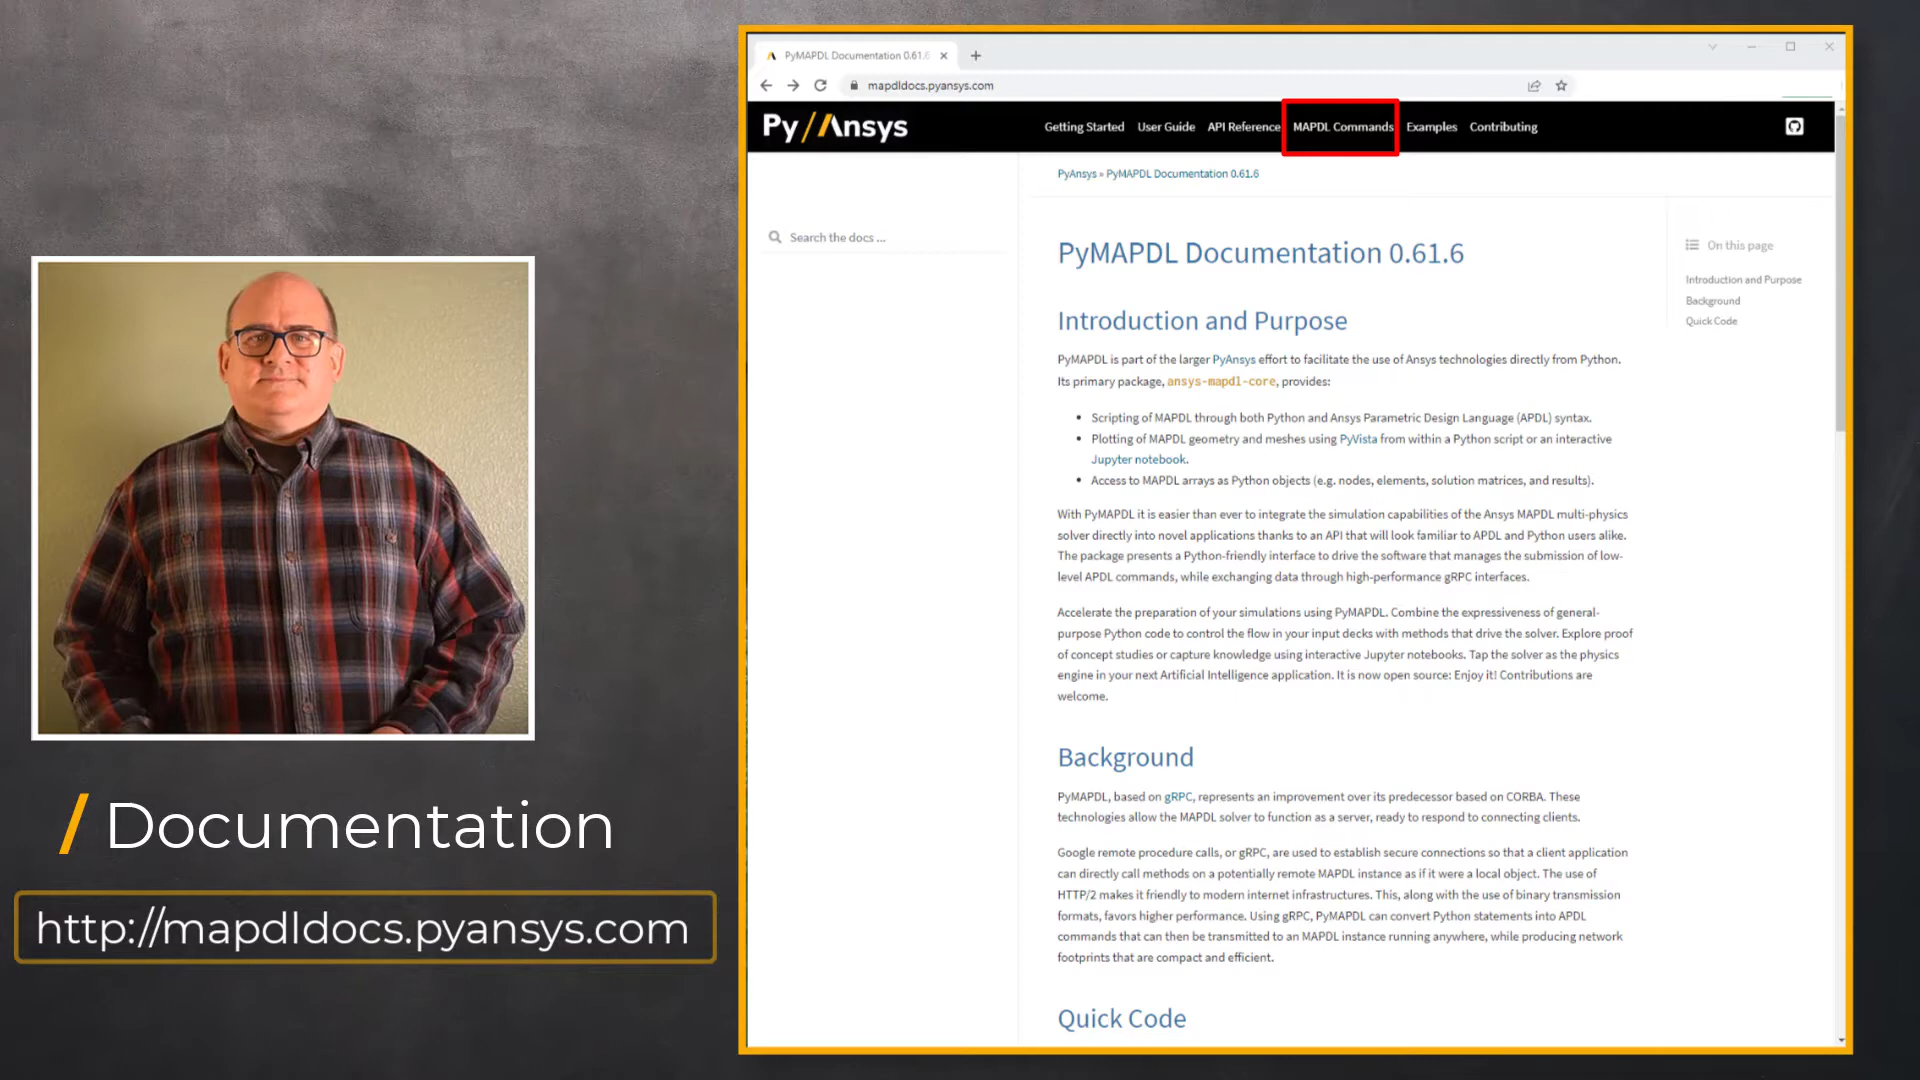 PyMAPDL Documentation 0.61.6
mapdldocs.pyansys.com
Py/Ansys
Getting Started User Guide API Reference MAPDL Commands Examples Contributing
PyAnsys » PyMAPDL Documentation 0.61.6
Search the docs ...
PyMAPDL Documentation 0.61.6
Introduction and Purpose
PyMAPDL is part of the larger PyAnsys effort to facilitate the use of Ansys technologies directly from Python.
Its primary package, ansys-mapdl-core, provides:
• Scripting of MAPDL through both Python and Ansys Parametric Design Language (APDL) syntax.
• Plotting of MAPDL geometry and meshes using PyVista from within a Python script or an interactive
Jupyter notebook.
• Access to MAPDL arrays as Python objects (e.g. nodes, elements, solution matrices, and results).
With PyMAPDL it is easier than ever to integrate the simulation capabilities of the Ansys MAPDL multi-physics
solver directly into novel applications thanks to an API that will look familiar to APDL and Python users alike.
The package presents a Python-friendly interface to drive the software that manages the submission of low-
level APDL commands, while exchanging data through high-performance gRPC interfaces.
Accelerate the preparation of your simulations using PyMAPDL. Combine the expressiveness of general-
purpose Python code to control the flow in your input decks with methods that drive the solver. Explore proof
of concept studies or capture knowledge using interactive Jupyter notebooks. Tap the solver as the physics
engine in your next Artificial Intelligence application. It is now open source: Enjoy it! Contributions are
welcome.
Background
PyMAPDL, based on gRPC, represents an improvement over its predecessor based on CORBA. These
technologies allow the MAPDL solver to function as a server, ready to respond to connecting clients.
Google remote procedure calls, or gRPC, are used to establish secure connections so that a client application
can directly call methods on a potentially remote MAPDL instance as if it were a local object. The use of
HTTP/2 makes it friendly to modern internet infrastructures. This, along with the use of binary transmission
formats, favors higher performance. Using gRPC, PyMAPDL can convert Python statements into APDL
commands that can then be transmitted to an MAPDL instance running anywhere, while producing network
footprints that are compact and efficient.
Quick Code
On this page
Introduction and Purpose
Background
Quick Code
/ Documentation
http://mapdldocs.pyansys.com